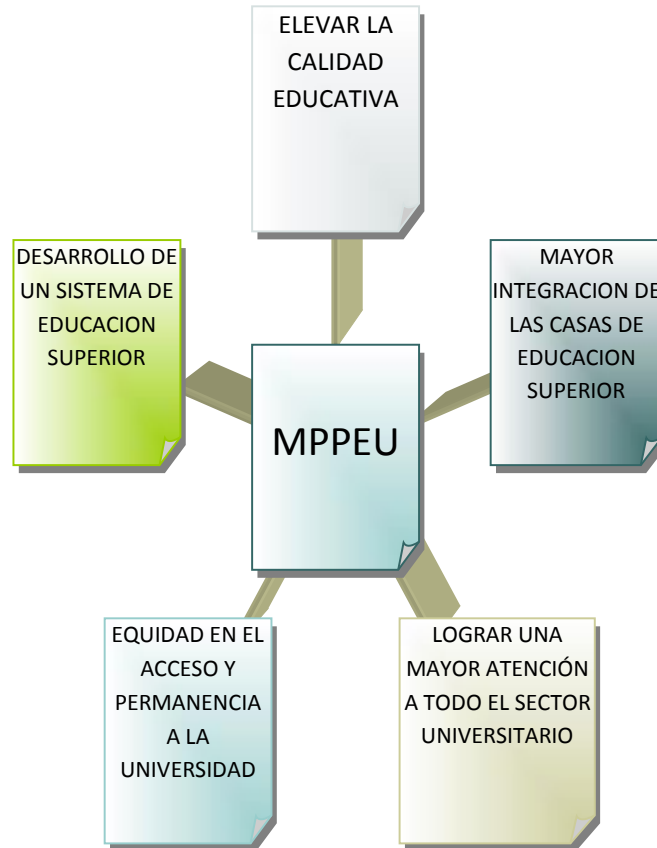 ELEVAR LA
CALIDAD
EDUCATIVA
DESARROLLO DE
UN SISTEMA DE
EDUCACION
SUPERIOR
MAYOR
INTEGRACION DE
LAS CASAS DE
EDUCACION
SUPERIOR
MPPEU
EQUIDAD EN EL
ACCESO Y
PERMANENCIA
A LA
UNIVERSIDAD
LOGRAR UNA
MAYOR ATENCIÓN
A TODO EL SECTOR
UNIVERSITARIO